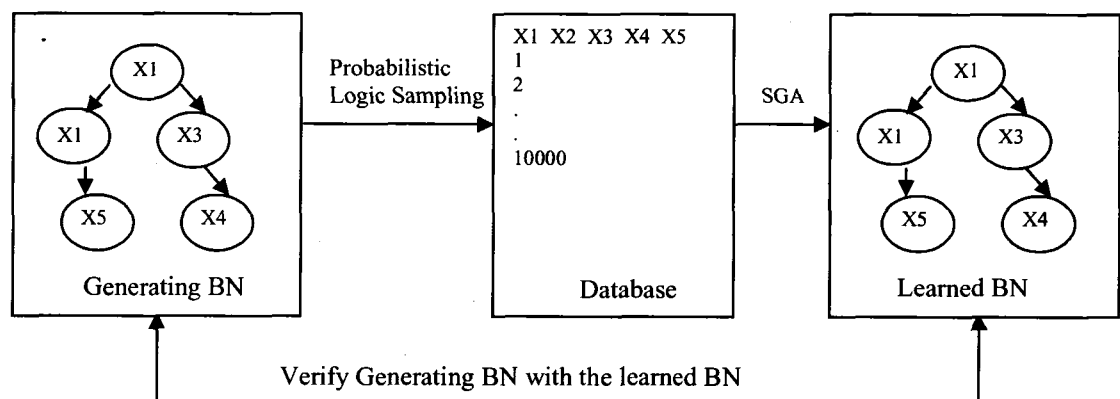 X1
X1 X3
X5 X4
Generating BN
Probabilistic
Logic Sampling
X1 X2 X3 X4 X5
1
2
.
.
10000
Database
SGA
X1
X1 X3
X5 X4
Learned BN
Verify Generating BN with the learned BN